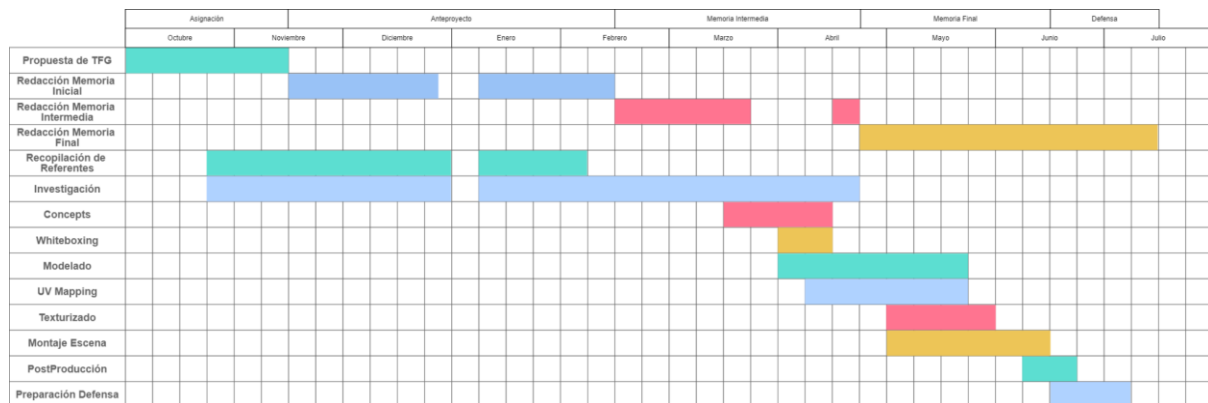 Asignación Anteproyecto Memoria Intermedia Memoria Final Defensa
Octubre Noviembre Diciembre Enero Febrero Marzo Abril Mayo Junio Julio
Propuesta de TFG
Redacción Memoria
Inicial
Redacción Memoria
Intermedia
Redacción Memoria
Final
Recopilación de
Referentes
Investigación
Concepts
Whiteboxing
Modelado
UV Mapping
Texturizado
Montaje Escena
PostProducción
Preparación Defensa